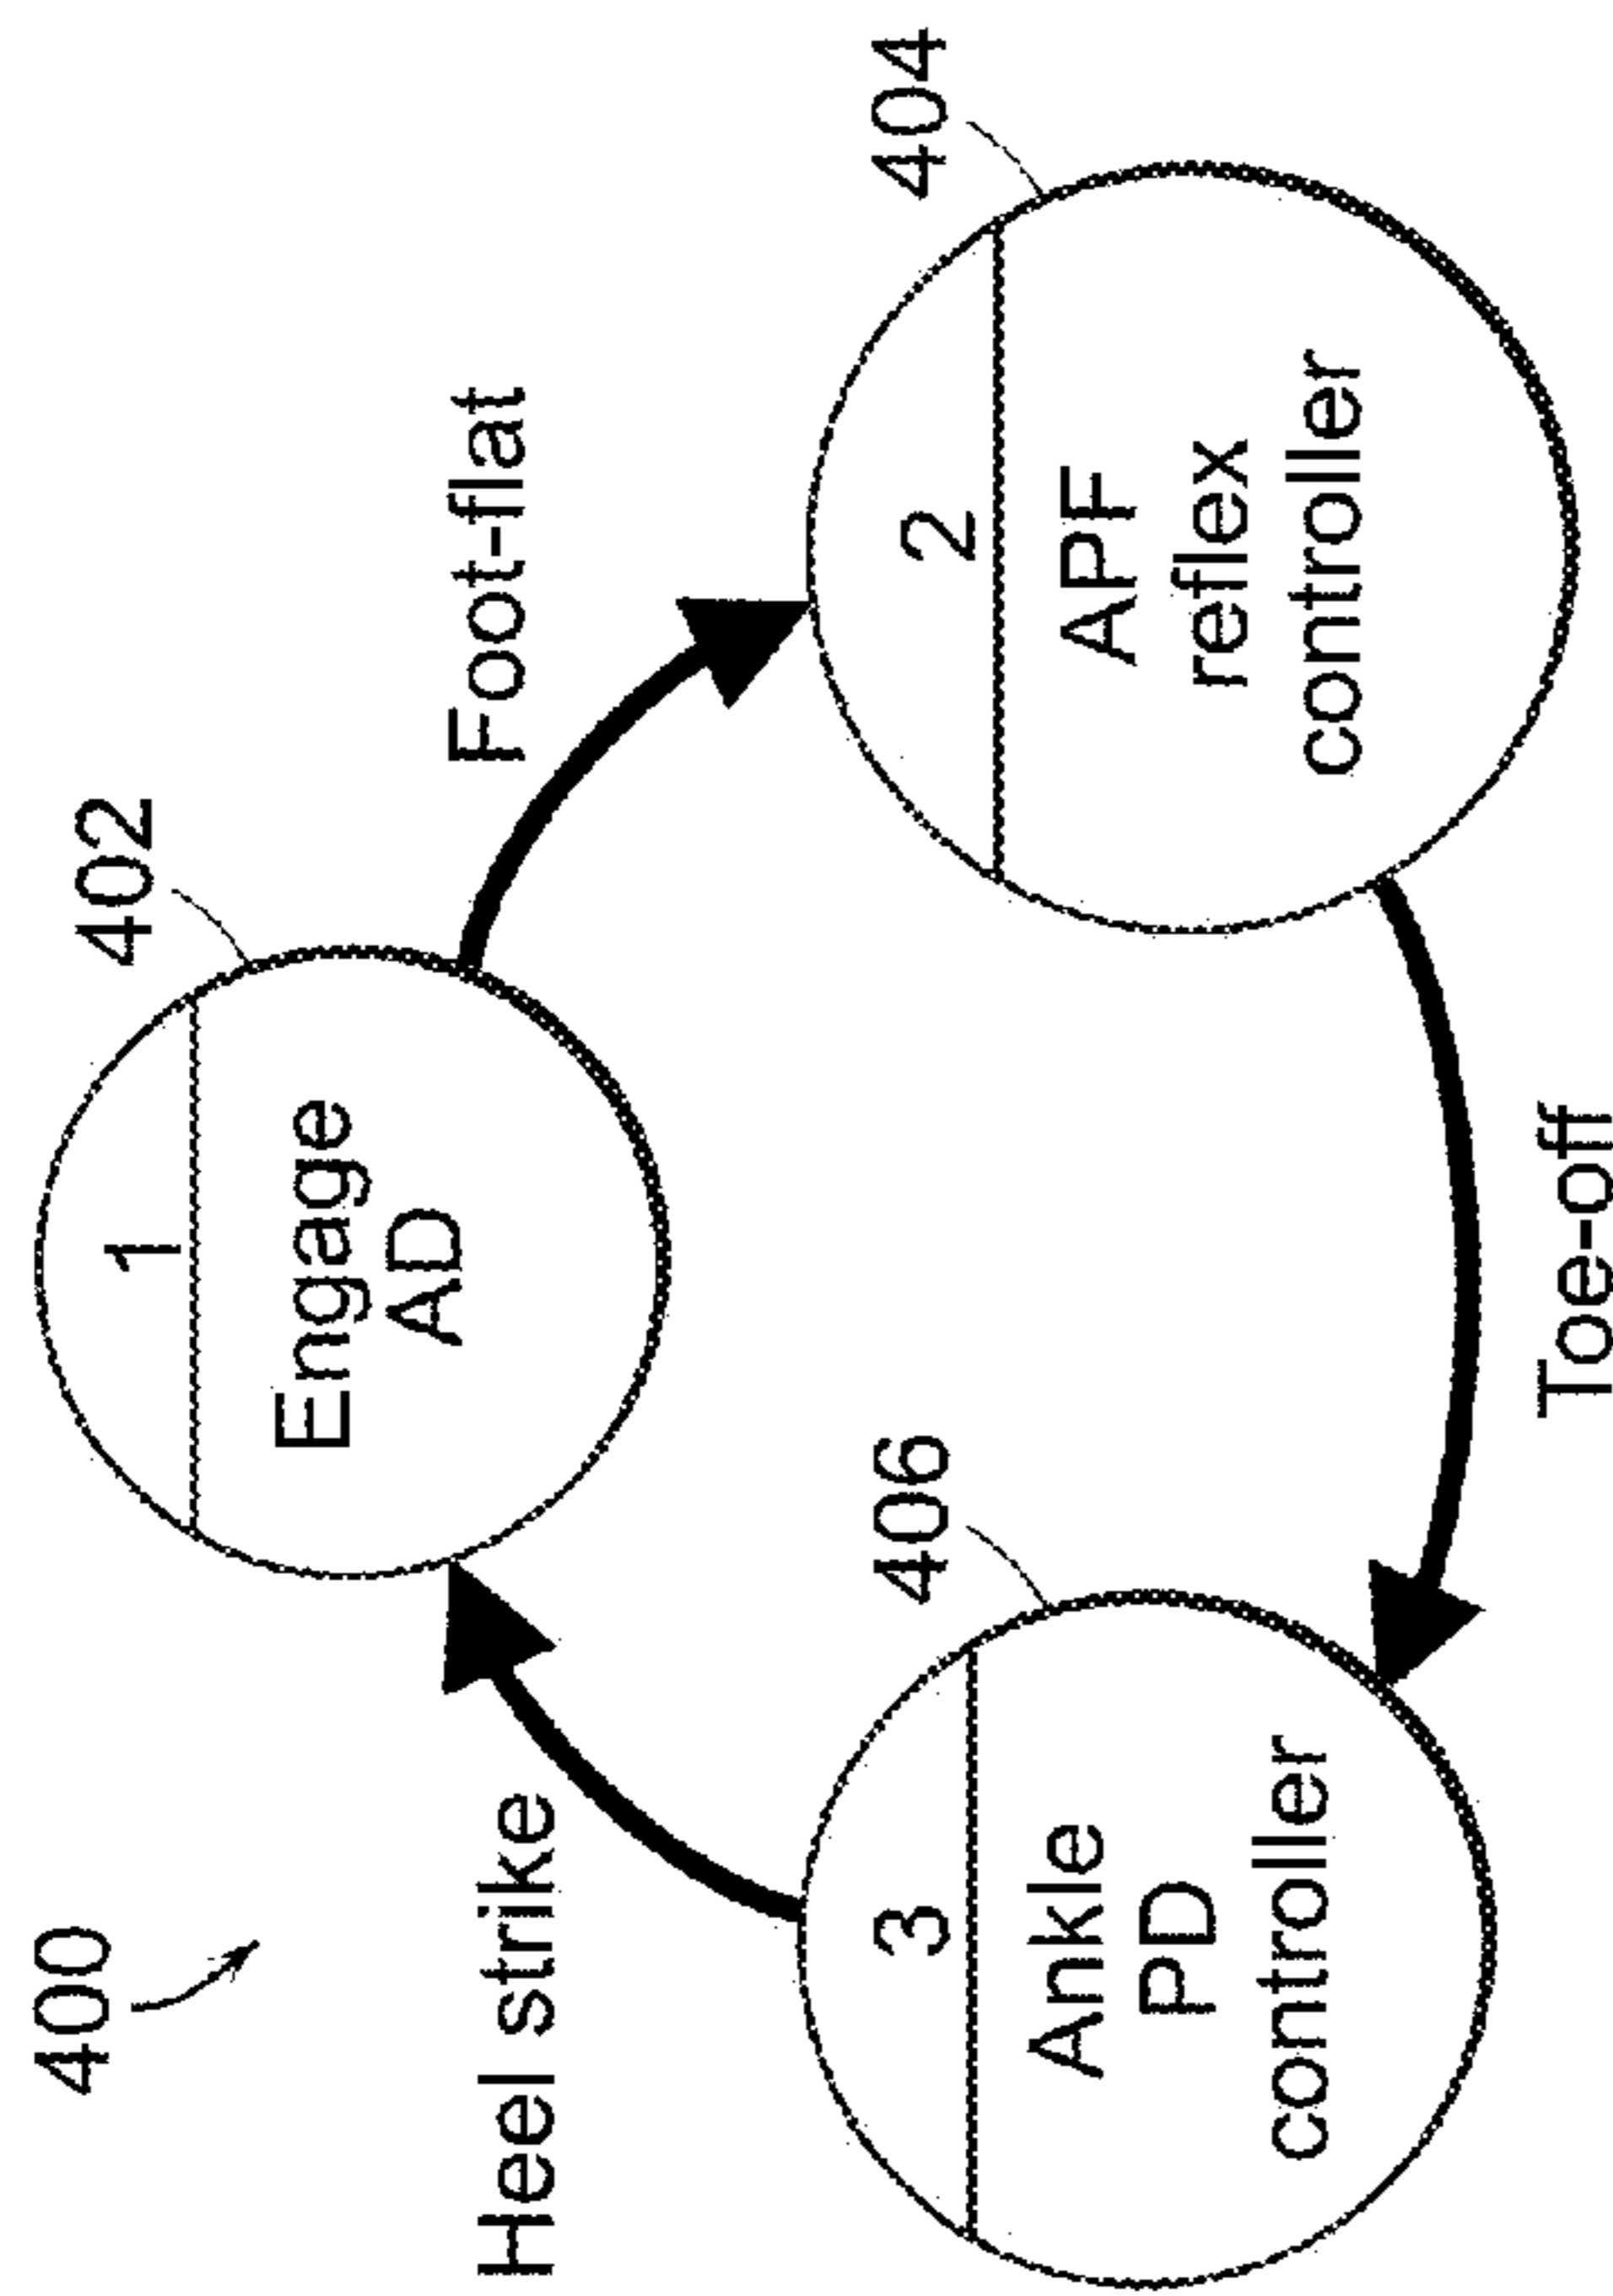 400
402
1
Engage
AD
Heel strike
Foot-flat
406
3
Ankle
PD
controller
404
2
APF
reflex
controller
Toe-off